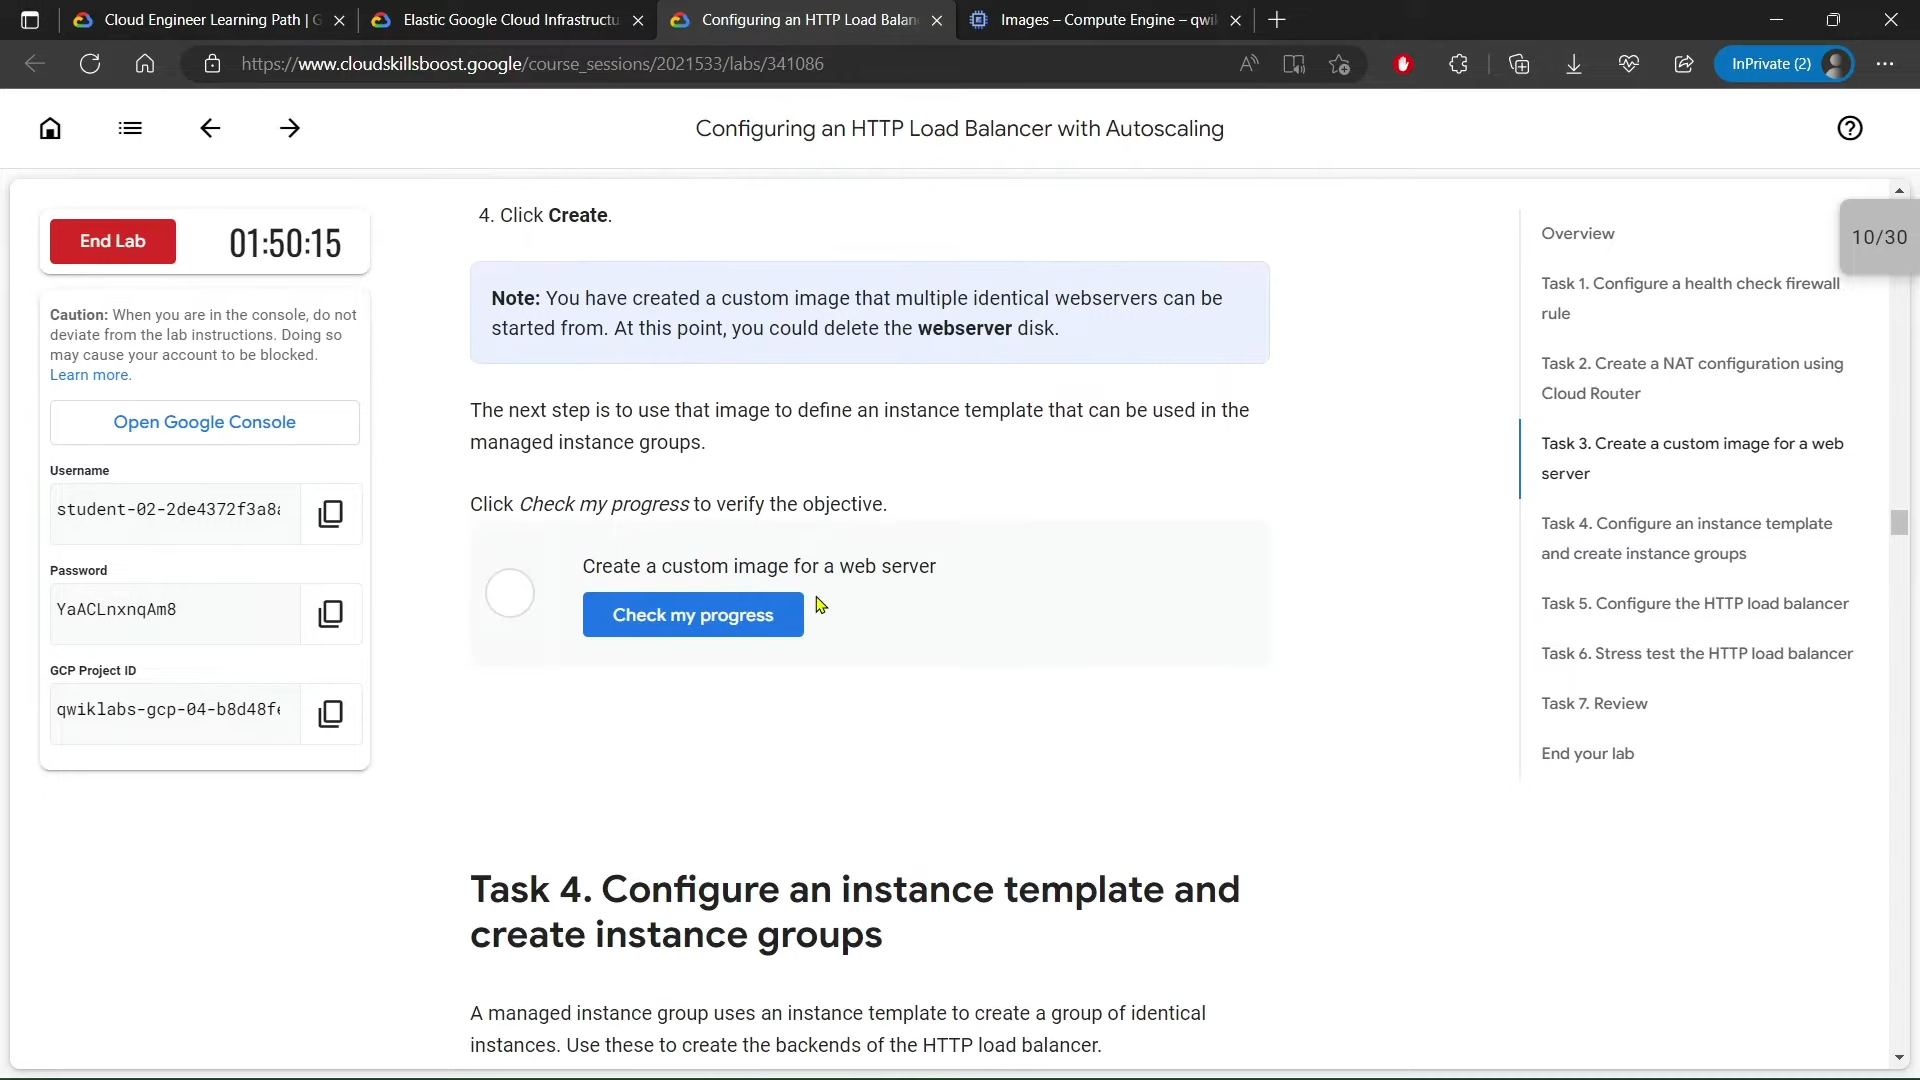 Cloud Engineer Learning Path | G
Elastic Google Cloud Infrastructu
Configuring an HTTP Load Balan
Images – Compute Engine – qwi
https://www.cloudskillsboost.google/course_sessions/2021533/labs/341086
InPrivate (2)
Configuring an HTTP Load Balancer with Autoscaling
End Lab
01:50:15
Caution: When you are in the console, do not
deviate from the lab instructions. Doing so
may cause your account to be blocked.
Learn more.
Open Google Console
Username
student-02-2de4372f3a8
Password
YaACLnxnqAm8
GCP Project ID
qwiklabs-gcp-04-b8d48f
4. Click Create.
Note: You have created a custom image that multiple identical webservers can be
started from. At this point, you could delete the webserver disk.
The next step is to use that image to define an instance template that can be used in the
managed instance groups.
Click Check my progress to verify the objective.
Create a custom image for a web server
Check my progress
Task 4. Configure an instance template and
create instance groups
A managed instance group uses an instance template to create a group of identical
instances. Use these to create the backends of the HTTP load balancer.
Overview
10/30
Task 1. Configure a health check firewall
rule
Task 2. Create a NAT configuration using
Cloud Router
Task 3. Create a custom image for a web
server
Task 4. Configure an instance template
and create instance groups
Task 5. Configure the HTTP load balancer
Task 6. Stress test the HTTP load balancer
Task 7. Review
End your lab